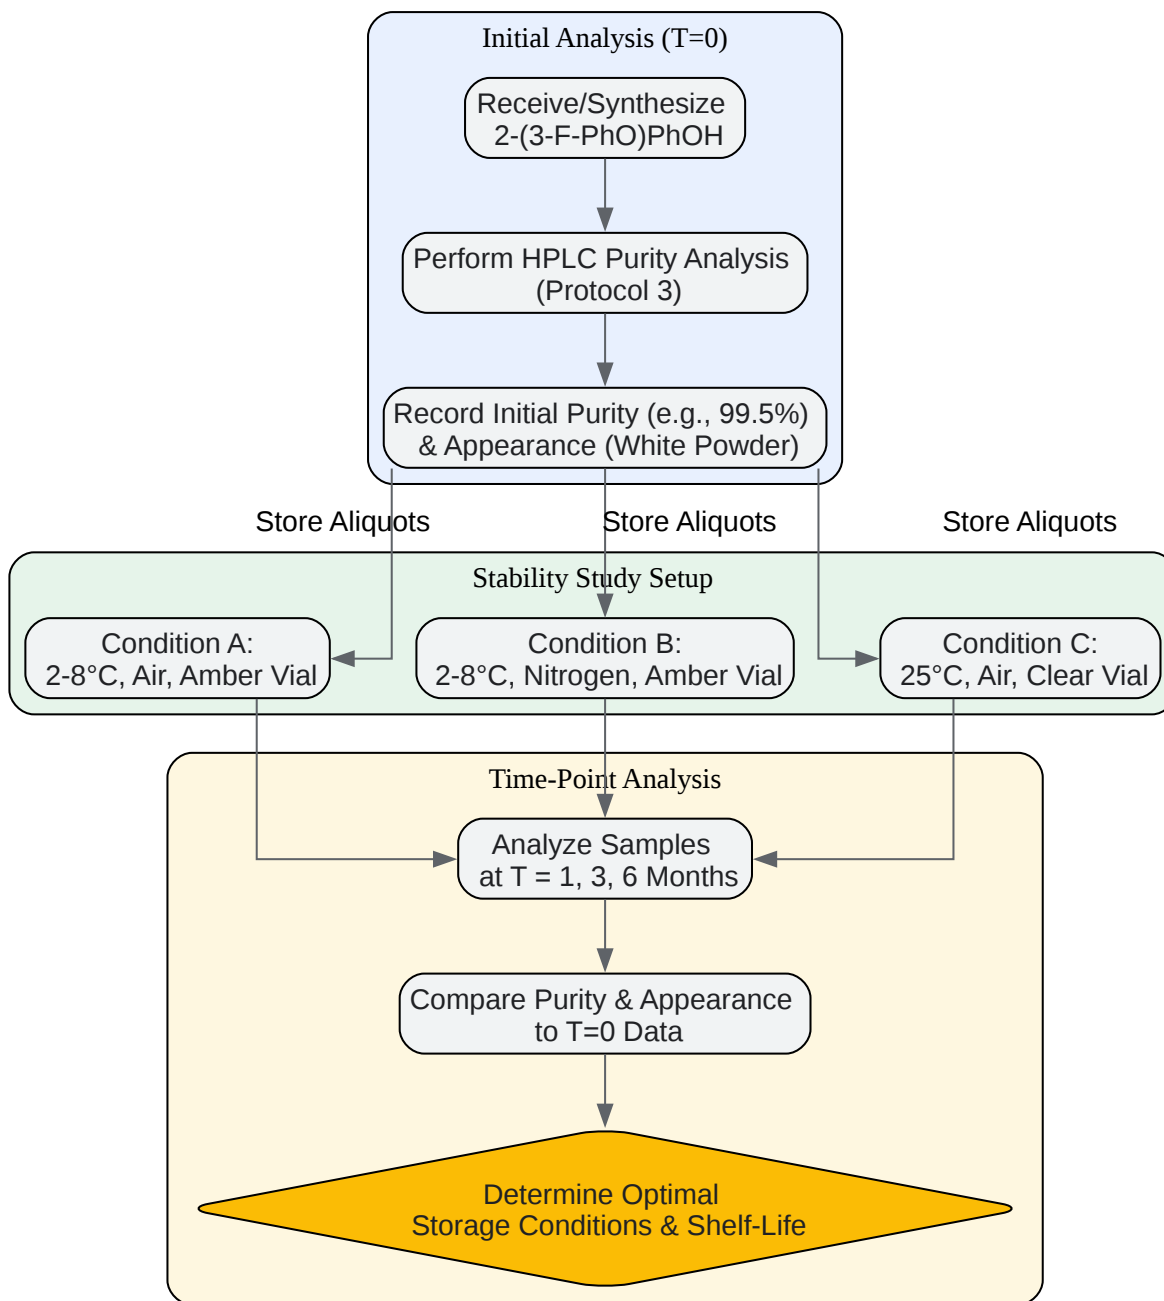 Initial Analysis (T=0)
Receive/Synthesize
2-(3-F-PhO)PhOH
Perform HPLC Purity Analysis
(Protocol 3)
Record Initial Purity (e.g., 99.5%)
& Appearance (White Powder)
Store Aliquots
Store Aliquots
Store Aliquots
Stability Study Setup
Condition A:
2-8°C, Air, Amber Vial
Condition B:
2-8°C, Nitrogen, Amber Vial
Condition C:
25°C, Air, Clear Vial
Time-Point Analysis
Analyze Samples
at T = 1, 3, 6 Months
Compare Purity & Appearance
to T=0 Data
Determine Optimal
Storage Conditions & Shelf-Life